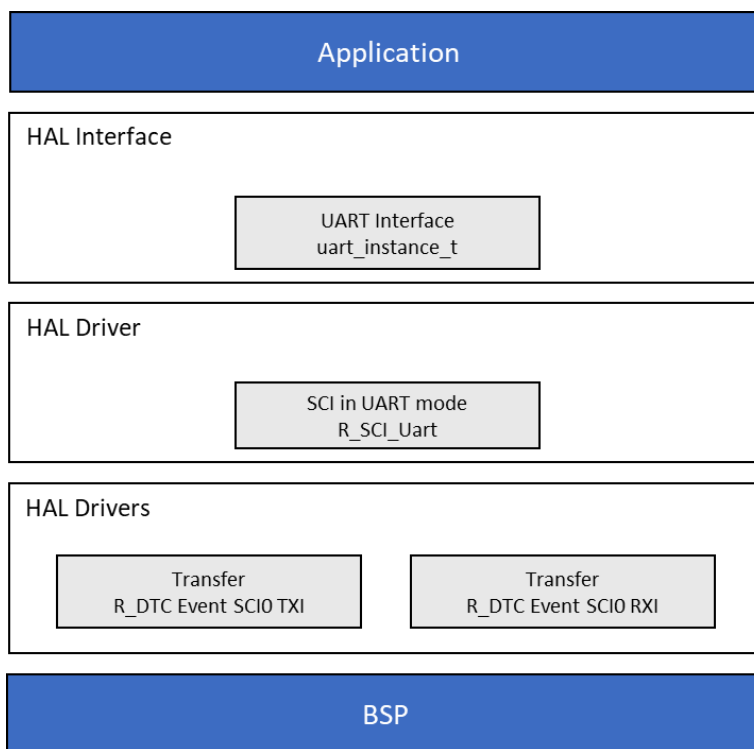 Application
HAL Interface
UART Interface
uart_instance_t
HAL Driver
SCI in UART mode
R_SCI_Uart
HAL Drivers
Transfer
R_DTC Event SCI0 TXI
Transfer
R_DTC Event SCI0 RXI
BSP